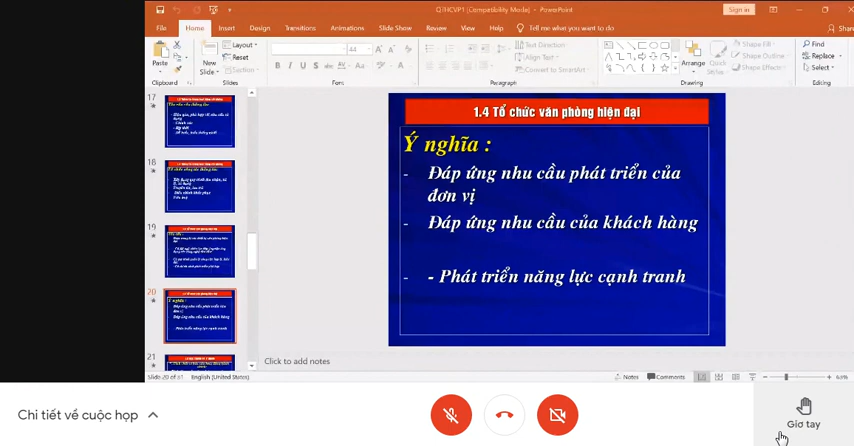 QTHCVP1 [Compatibility Mode] - PowerPoint
Sign in
File Home Insert Design Transitions Animations Slide Show Review View Help Tell me what you want to do
Share
Paste
New
Slide
Layout
Reset
Section
44
Text Direction
Align Text
Convert to SmartArt
Arrange
Quick
Styles
Shape Fill
Shape Outline
Shape Effects
Find
Replace
Select
Clipboard
Slides
Font
Paragraph
Drawing
Editing
17
18
19
20
21
1.4 Tổ chức văn phòng hiện đại
Ý nghĩa :
- Đáp ứng nhu cầu phát triển của
đơn vị
- Đáp ứng nhu cầu của khách hàng
- - Phát triển năng lực cạnh tranh
Click to add notes
Slide 20 of 61 English (United States)
Notes Comments
63%
Chi tiết về cuộc họp
Giơ tay